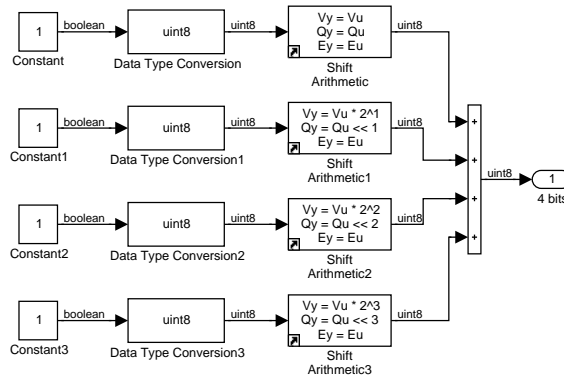 1
boolean
uint8
uint8
Vy = Vu
Qy = Qu
Ey = Eu
uint8
Constant
Data Type Conversion
Shift
Arithmetic
1
boolean
uint8
uint8
Vy = Vu * 2^1
Qy = Qu << 1
Ey = Eu
uint8
Constant1
Data Type Conversion1
Shift
Arithmetic1
1
boolean
uint8
uint8
Vy = Vu * 2^2
Qy = Qu << 2
Ey = Eu
uint8
Constant2
Data Type Conversion2
Shift
Arithmetic2
1
boolean
uint8
uint8
Vy = Vu * 2^3
Qy = Qu << 3
Ey = Eu
uint8
Constant3
Data Type Conversion3
Shift
Arithmetic3
+
+
+
+
uint8
1
4 bits